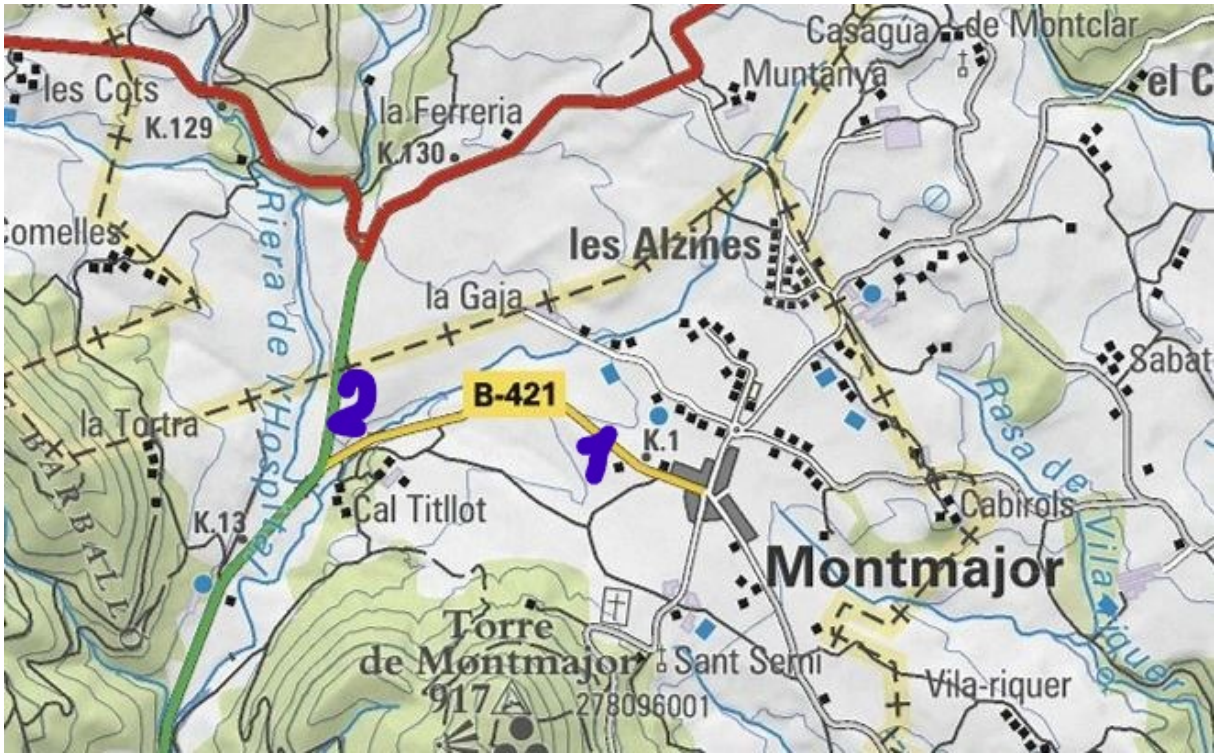 Casagúa
de Montclar
les Cots
Muntanyà
el C
la Ferreria
K.129
K.130
Comelles
Riera de l'Hospital
les Alzines
la Gaja
Sabat
2
B-421
la Tortra
1
K.1
Rasa de
Vila-riquer
BARBALL
Cal Titllot
Cabirols
K.13
Montmajor
Torre
de Montmajor
917
Sant Serni
278096001
Vila-riquer